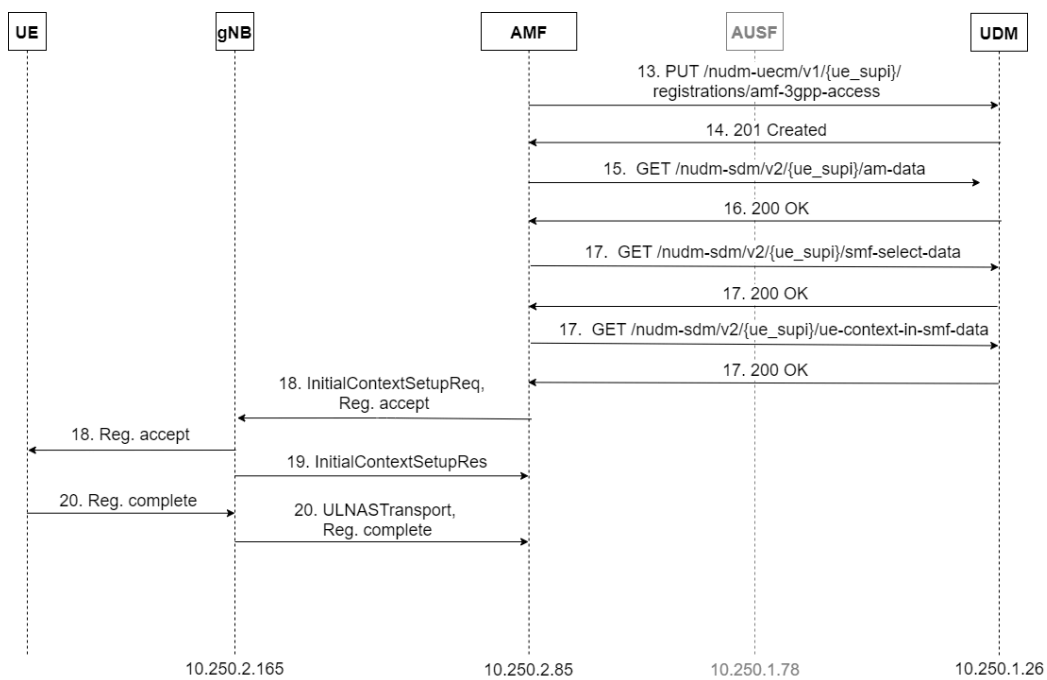 UE gNB AMF AUSF UDM
13. PUT /nudm-uecm/v1/{ue_supi}/
registrations/amf-3gpp-access
14. 201 Created
15. GET /nudm-sdm/v2/{ue_supi}/am-data
16. 200 OK
17. GET /nudm-sdm/v2/{ue_supi}/smf-select-data
17. 200 OK
17. GET /nudm-sdm/v2/{ue_supi}/ue-context-in-smf-data
17. 200 OK
18. InitialContextSetupReq,
Reg. accept
18. Reg. accept
19. InitialContextSetupRes
20. Reg. complete
20. ULNASTransport,
Reg. complete
10.250.2.165 10.250.2.85 10.250.1.78 10.250.1.26